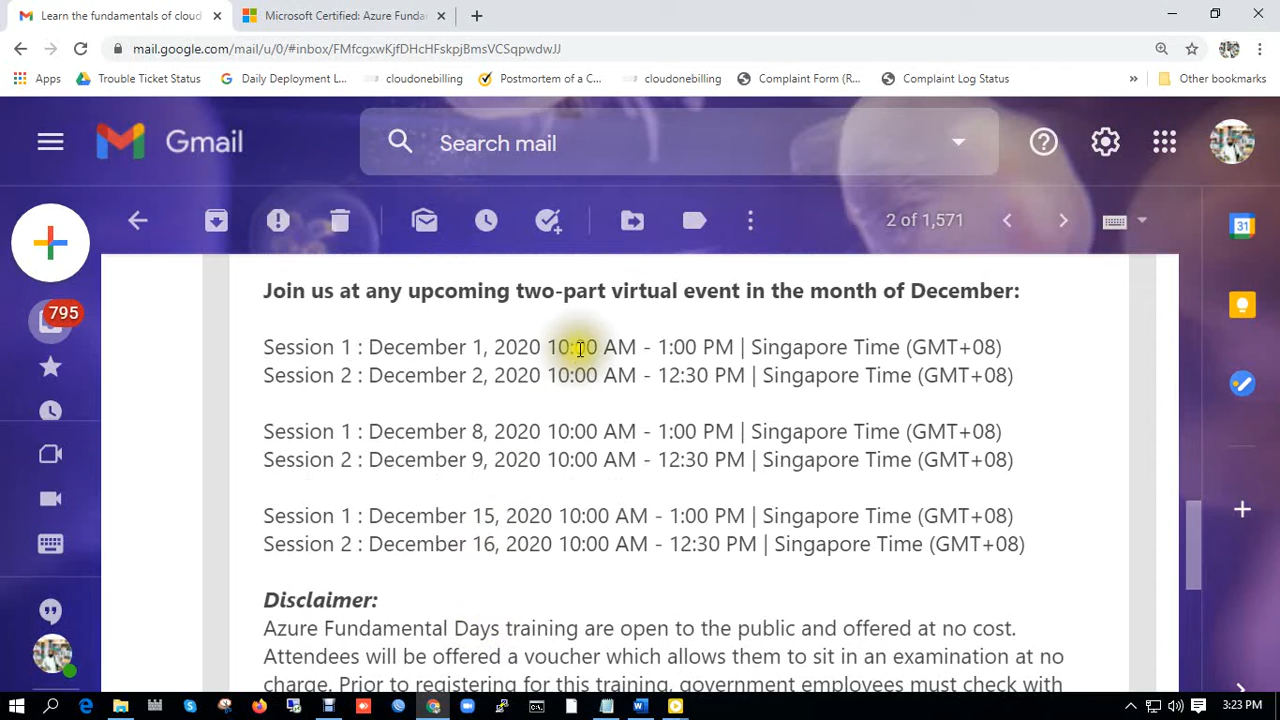 Learn the fundamentals of cloud
Microsoft Certified: Azure Funda
mail.google.com/mail/u/0/#inbox/FMfcgxwKjfDHcHFskpjBmsVCSqpwdwJJ
Apps
Trouble Ticket Status
Daily Deployment L...
cloudonebilling
Postmortem of a C...
cloudonebilling
Complaint Form (R...
Complaint Log Status
»
Other bookmarks
Gmail
Search mail
2 of 1,571
31
795
Join us at any upcoming two-part virtual event in the month of December:
Session 1 : December 1, 2020 10:00 AM - 1:00 PM | Singapore Time (GMT+08)
Session 2 : December 2, 2020 10:00 AM - 12:30 PM | Singapore Time (GMT+08)
Session 1 : December 8, 2020 10:00 AM - 1:00 PM | Singapore Time (GMT+08)
Session 2 : December 9, 2020 10:00 AM - 12:30 PM | Singapore Time (GMT+08)
Session 1 : December 15, 2020 10:00 AM - 1:00 PM | Singapore Time (GMT+08)
Session 2 : December 16, 2020 10:00 AM - 12:30 PM | Singapore Time (GMT+08)
Disclaimer:
Azure Fundamental Days training are open to the public and offered at no cost.
Attendees will be offered a voucher which allows them to sit in an examination at no
charge. Prior to registering for this training, government employees must check with
3:23 PM